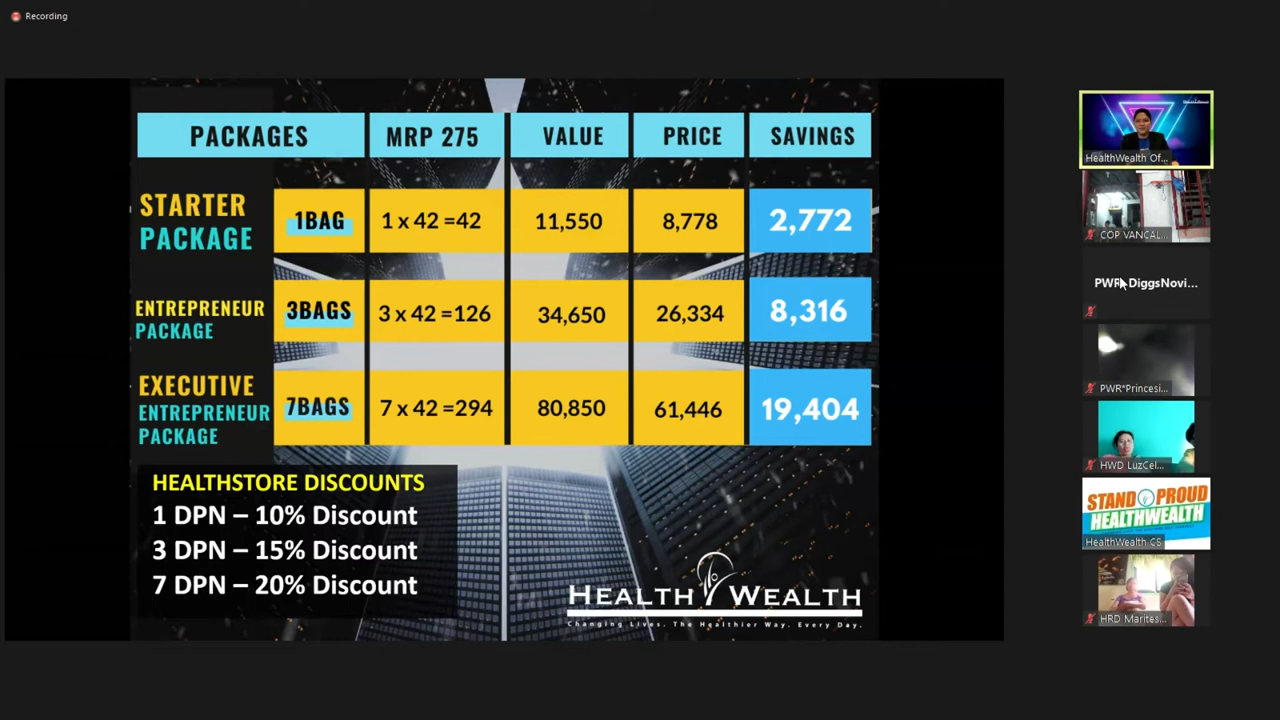 Recording
PACKAGES MRP 275 VALUE PRICE SAVINGS
STARTER
PACKAGE
1BAG 1 x 42 =42 11,550 8,778 2,772
ENTREPRENEUR
PACKAGE
3BAGS 3 x 42 =126 34,650 26,334 8,316
EXECUTIVE
ENTREPRENEUR
PACKAGE
7BAGS 7 x 42 =294 80,850 61,446 19,404
HEALTHSTORE DISCOUNTS
1 DPN – 10% Discount
3 DPN – 15% Discount
7 DPN – 20% Discount
HEALTH WEALTH
Changing Lives. The Healthier Way. Every Day.
HealthWealth Of...
COP VANCAL...
DiggsNovi...
PWR*Princesi...
HWD LuzCel...
STAND PROUD
HEALTHWEALTH
HealthWealth CS
HRD Marites...